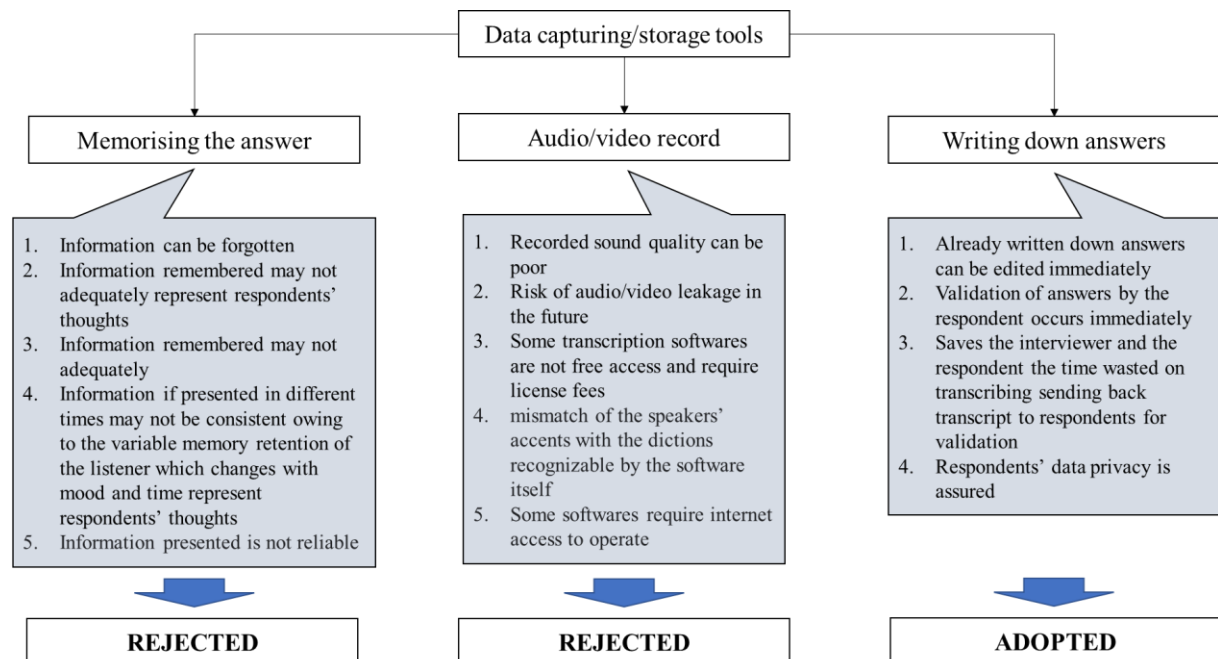 Data capturing/storage tools
Memorising the answer
Audio/video record
Writing down answers
1. Information can be forgotten
2. Information remembered may not
adequately represent respondents’
thoughts
3. Information remembered may not
adequately
4. Information if presented in different
times may not be consistent owing
to the variable memory retention of
the listener which changes with
mood and time represent
respondents’ thoughts
5. Information presented is not reliable
1. Recorded sound quality can be
poor
2. Risk of audio/video leakage in
the future
3. Some transcription softwares
are not free access and require
license fees
4. mismatch of the speakers’
accents with the dictions
recognizable by the software
itself
5. Some softwares require internet
access to operate
1. Already written down answers
can be edited immediately
2. Validation of answers by the
respondent occurs immediately
3. Saves the interviewer and the
respondent the time wasted on
transcribing sending back
transcript to respondents for
validation
4. Respondents’ data privacy is
assured
REJECTED
REJECTED
ADOPTED